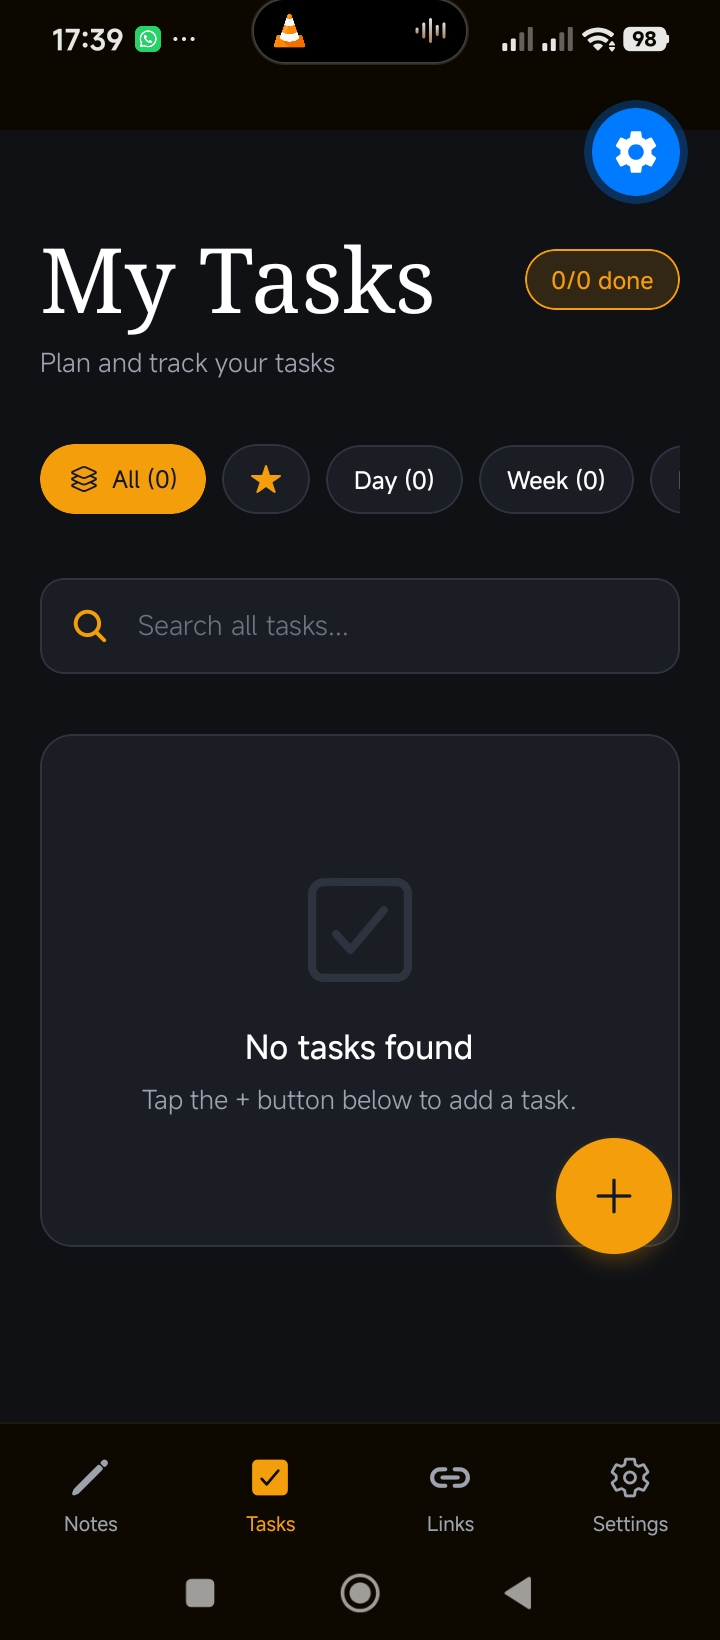 17:39
98
My Tasks
0/0 done
Plan and track your tasks
All (0)
Day (0)
Week (0)
Search all tasks...
No tasks found
Tap the + button below to add a task.
Notes
Tasks
Links
Settings